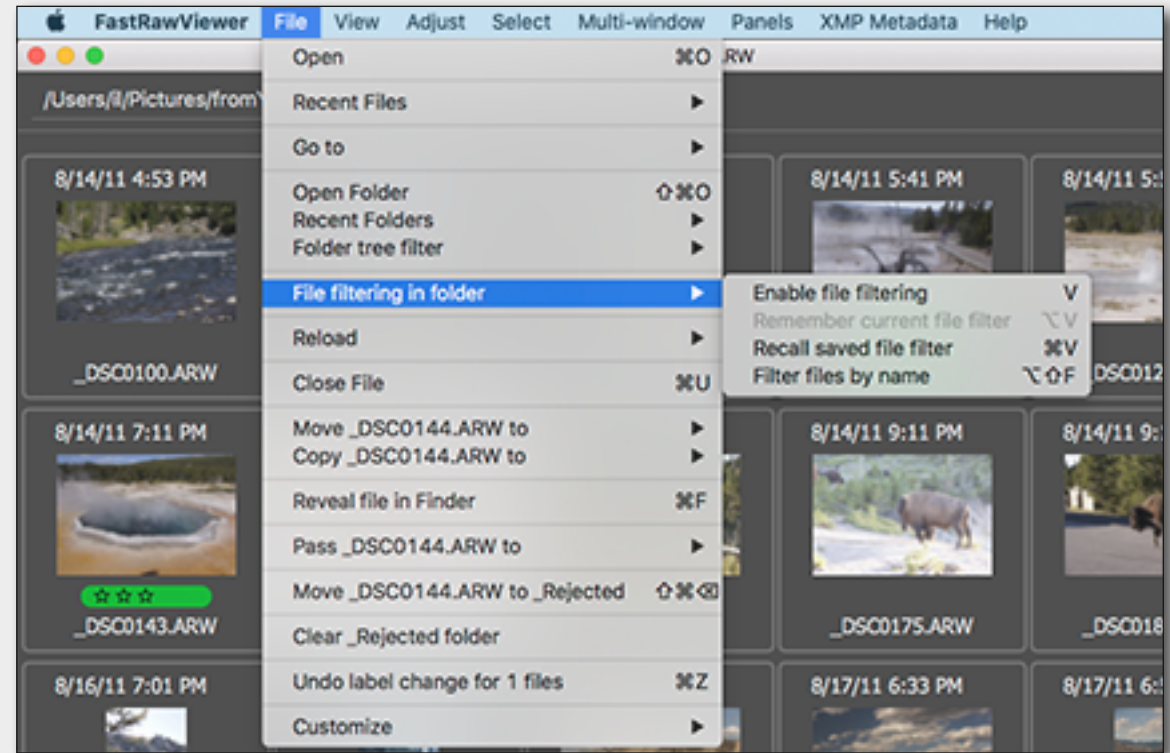 FastRawViewer File View Adjust Select Multi-window Panels XMP Metadata Help
.RW
/Users/il/Pictures/from
Open ⌘O
Recent Files ▶
Go to ▶
Open Folder ⇧⌘O
Recent Folders ▶
Folder tree filter ▶
File filtering in folder ▶
Reload ▶
Close File ⌘U
Move _DSC0144.ARW to ▶
Copy _DSC0144.ARW to ▶
Reveal file in Finder ⌘F
Pass _DSC0144.ARW to ▶
Move _DSC0144.ARW to _Rejected ⇧⌘⌫
Clear _Rejected folder
Undo label change for 1 files ⌘Z
Customize ▶
Enable file filtering V
Remember current file filter ⌥V
Recall saved file filter ⌘V
Filter files by name ⌥⇧F
8/14/11 4:53 PM
8/14/11 5:41 PM
8/14/11 5:
_DSC0100.ARW
_DSC012
8/14/11 7:11 PM
8/14/11 9:11 PM
8/14/11 9:
_DSC0143.ARW
_DSC0175.ARW
_DSC018
8/16/11 7:01 PM
8/17/11 6:33 PM
8/17/11 6: